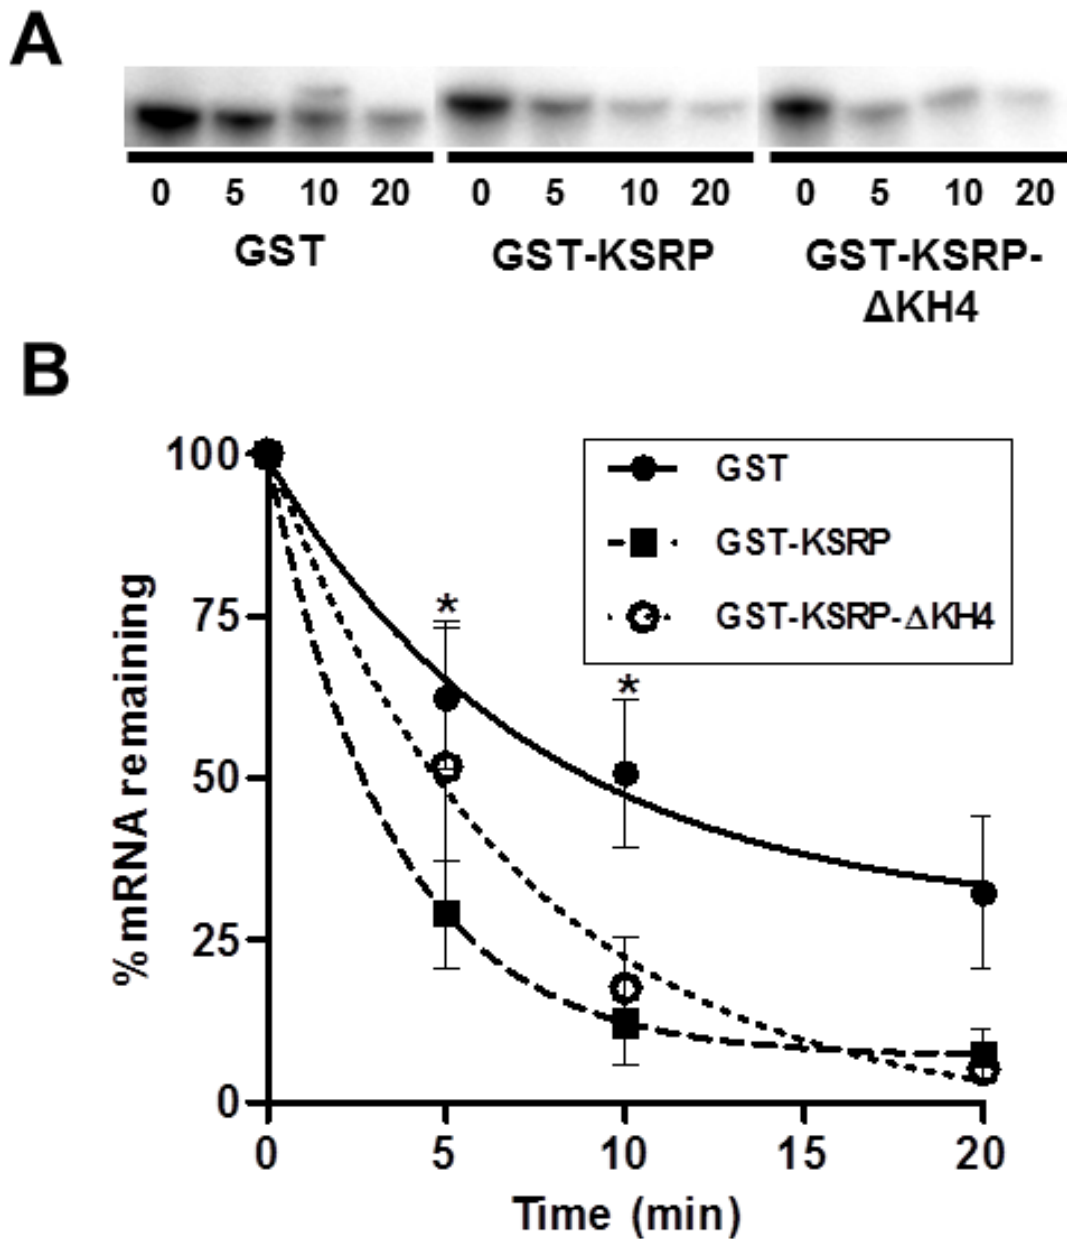 A
0 5 10 20 0 5 10 20 0 5 10 20
GST GST-KSRP GST-KSRP-
ΔKH4
B
100
75
50
25
0
% mRNA remaining
*
*
GST
GST-KSRP
GST-KSRP-ΔKH4
0 5 10 15 20
Time (min)